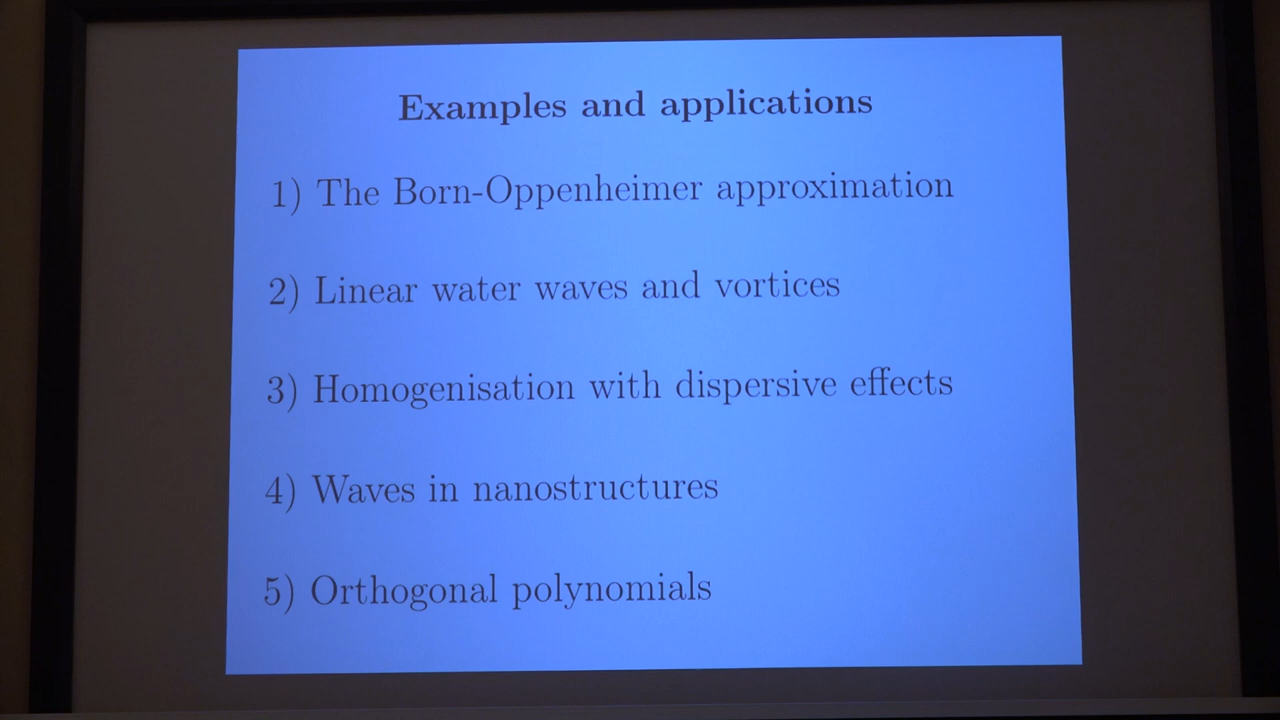 Examples and applications
1) The Born-Oppenheimer approximation
2) Linear water waves and vortices
3) Homogenisation with dispersive effects
4) Waves in nanostructures
5) Orthogonal polynomials